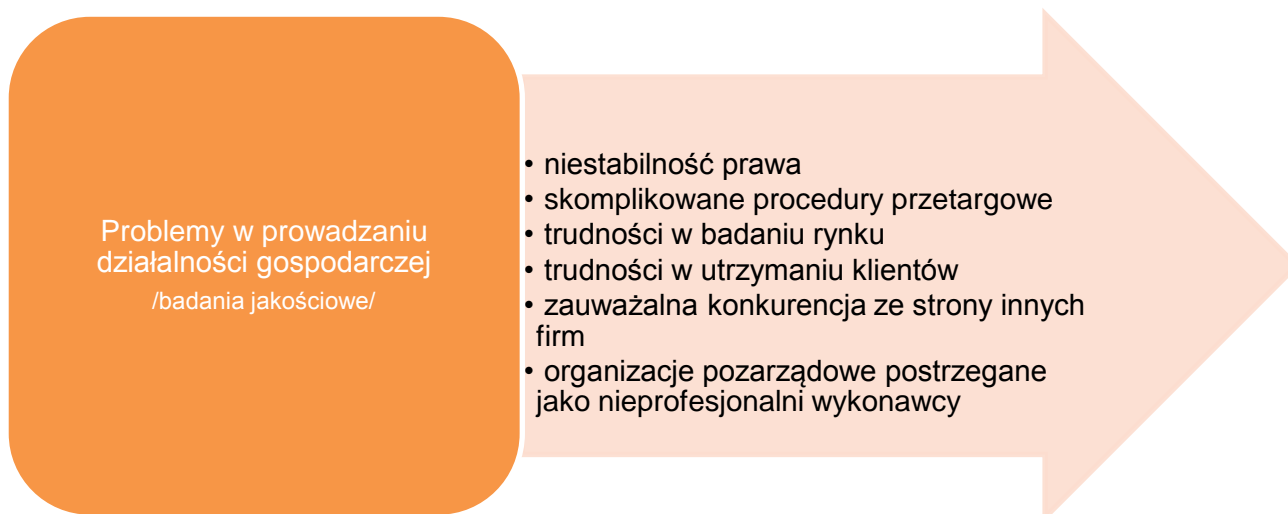 Problemy w prowadzaniu
działalności gospodarczej
/badania jakościowe/
• niestabilność prawa
• skomplikowane procedury przetargowe
• trudności w badaniu rynku
• trudności w utrzymaniu klientów
• zauważalna konkurencja ze strony innych
firm
• organizacje pozarządowe postrzegane
jako nieprofesjonalni wykonawcy